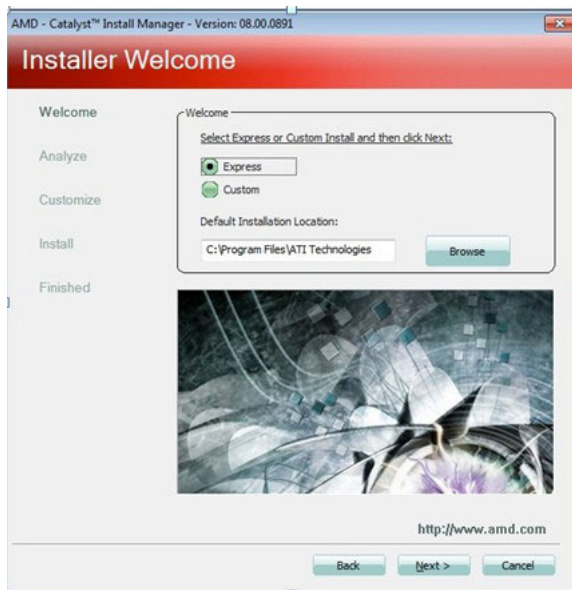 AMD - Catalyst™ Install Manager - Version: 08.00.0891
Installer Welcome
Welcome
Analyze
Customize
Install
Finished
Welcome
Select Express or Custom Install and then click Next:
Express
Custom
Default Installation Location:
C:\Program Files\ATI Technologies
Browse
http://www.amd.com
Back
Next >
Cancel